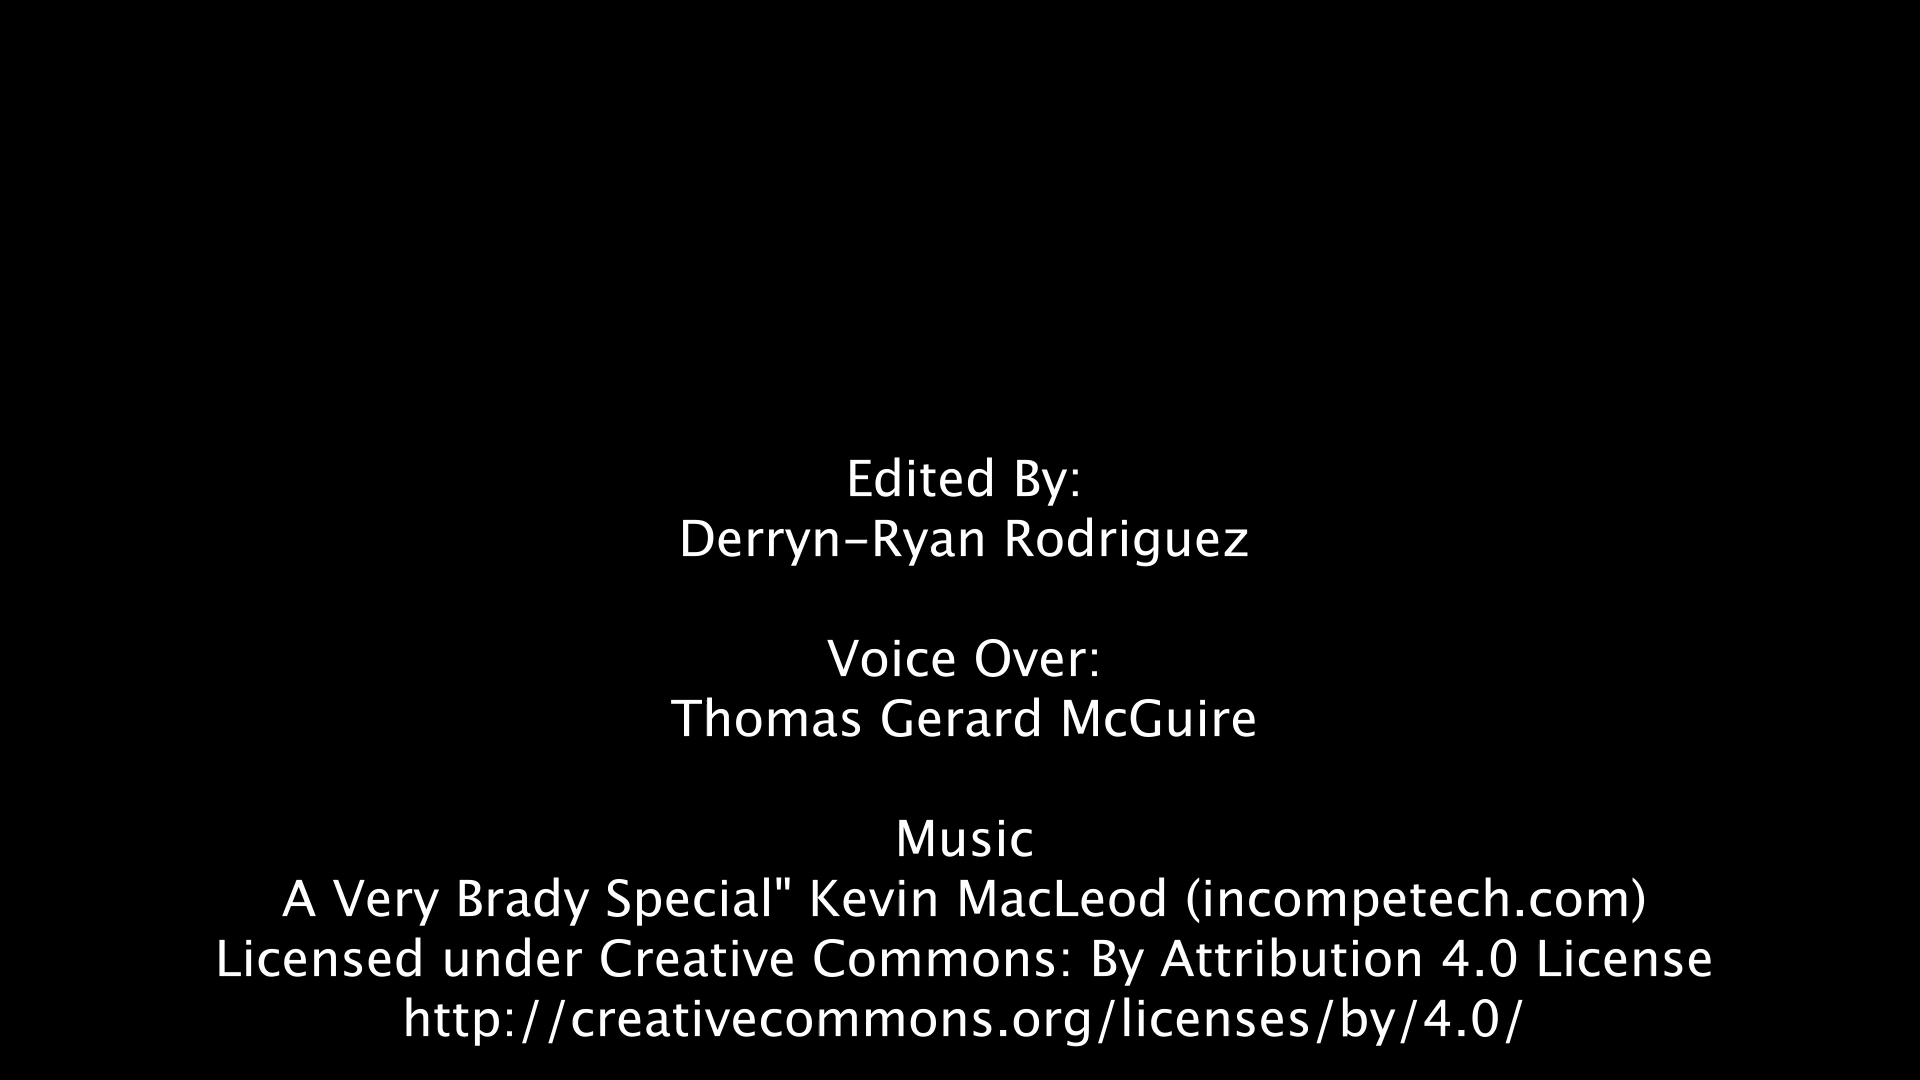 Edited By:
Derryn-Ryan Rodriguez
Voice Over:
Thomas Gerard McGuire
Music
A Very Brady Special" Kevin MacLeod (incompetech.com)
Licensed under Creative Commons: By Attribution 4.0 License
http://creativecommons.org/licenses/by/4.0/